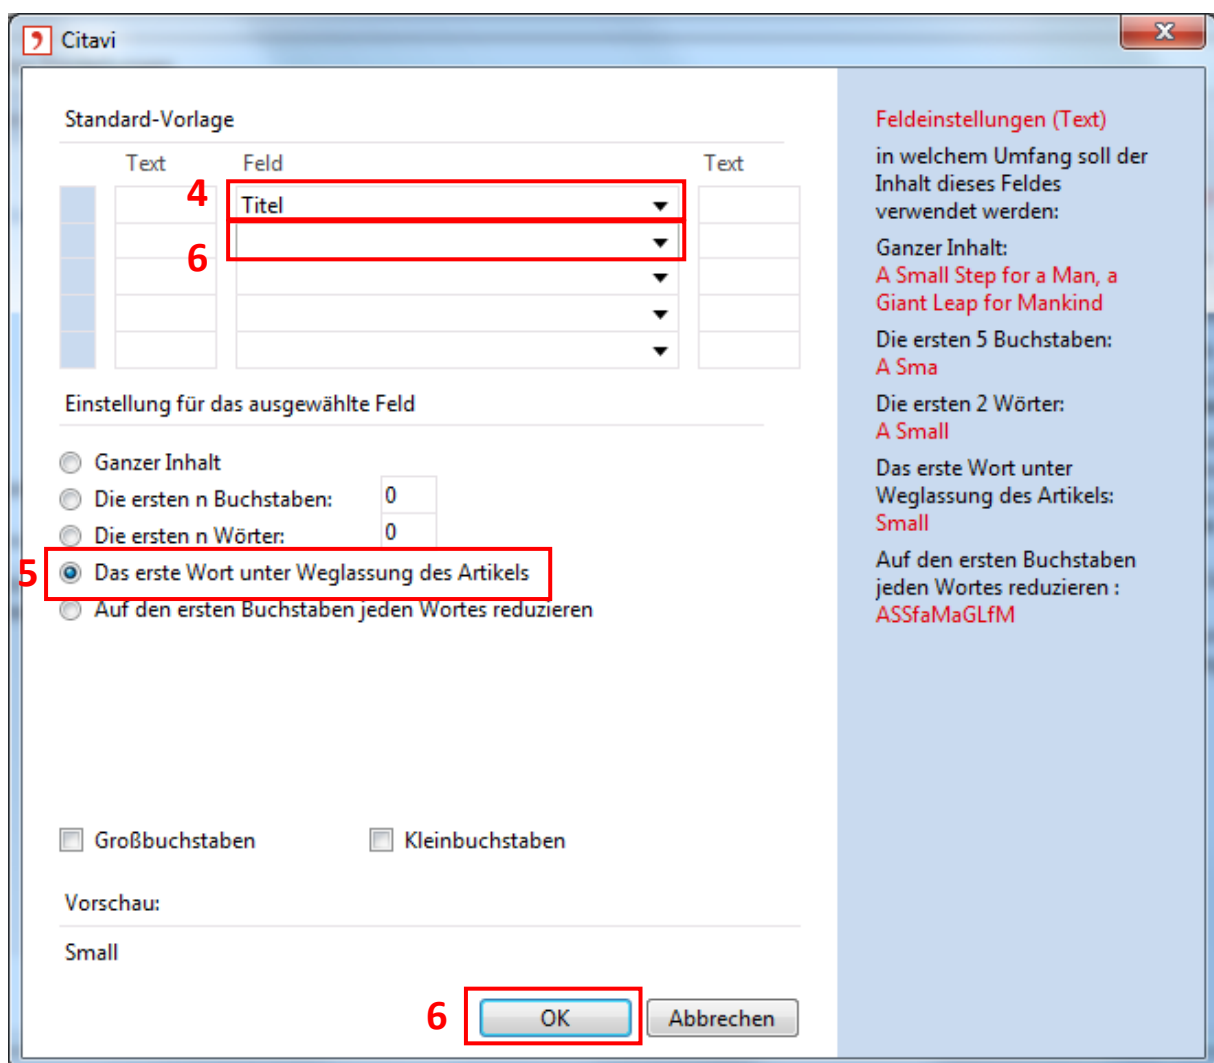 Citavi
x
Standard-Vorlage
Text Feld Text
4 Titel
6
Einstellung für das ausgewählte Feld
Ganzer Inhalt
Die ersten n Buchstaben: 0
Die ersten n Wörter: 0
5 Das erste Wort unter Weglassung des Artikels
Auf den ersten Buchstaben jeden Wortes reduzieren
Großbuchstaben Kleinbuchstaben
Vorschau:
Small
6 OK Abbrechen
Feldeinstellungen (Text)
in welchem Umfang soll der
Inhalt dieses Feldes
verwendet werden:
Ganzer Inhalt:
A Small Step for a Man, a
Giant Leap for Mankind
Die ersten 5 Buchstaben:
A Sma
Die ersten 2 Wörter:
A Small
Das erste Wort unter
Weglassung des Artikels:
Small
Auf den ersten Buchstaben
jeden Wortes reduzieren :
ASSfaMaGLfM